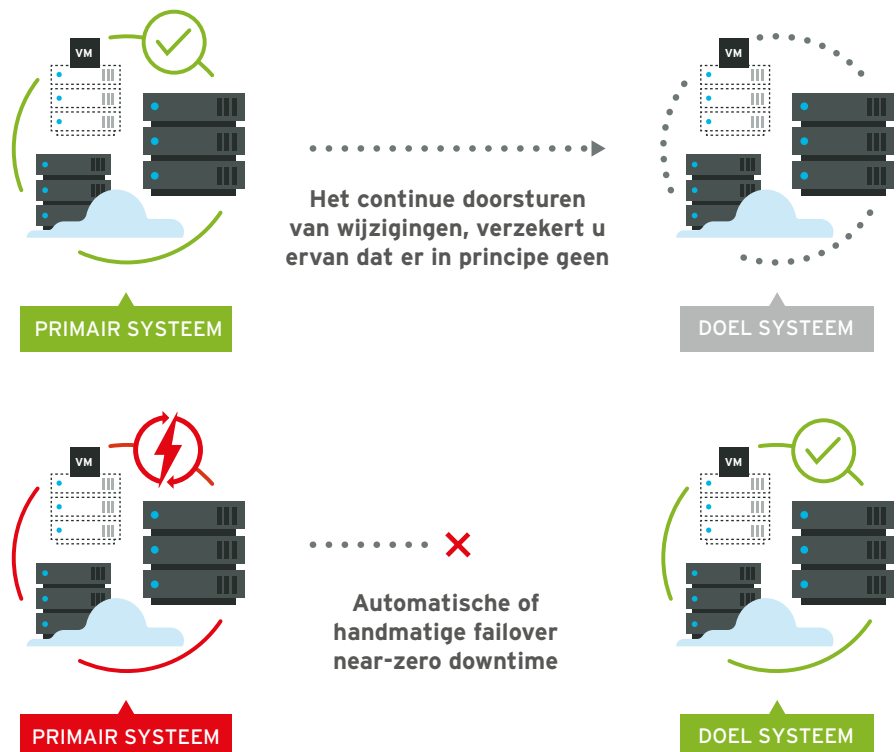 VM
VM
Het continue doorsturen
van wijzigingen, verzekert u
ervan dat er in principe geen
PRIMAIR SYSTEEM
DOEL SYSTEEM
VM
VM
Automatische of
handmatige failover
near-zero downtime
PRIMAIR SYSTEEM
DOEL SYSTEEM